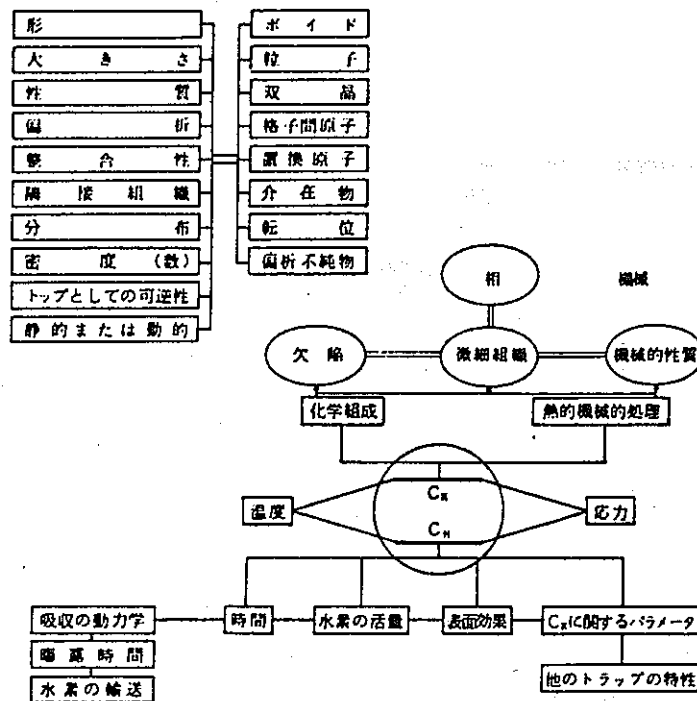 形
大きさ
性質
偏析
整合性
隣接組織
分布
密度(数)
トップとしての可逆性
静的または動的
ボイド
粒子
双晶
格子間原子
置換原子
介在物
転位
偏析不純物
相
機械
欠陥
微細組織
機械的性質
化学組成
熱的機械的処理
温度
C_K
C_H
応力
吸収の動力学
時間
水素の活量
表面効果
C_Kに関するパラメータ
曝露時間
水素の輸送
他のトラップの特性